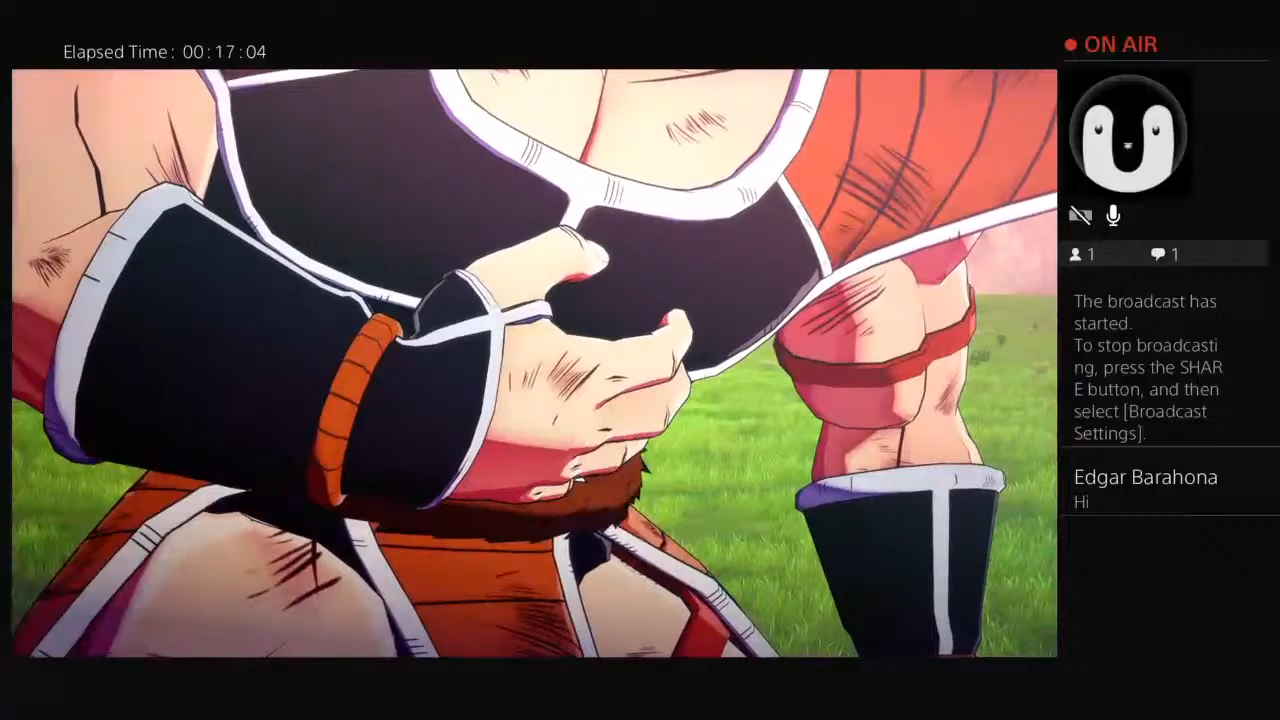 Elapsed Time: 00:17:04
ON AIR
1
1
The broadcast has
started.
To stop broadcasti
ng, press the SHAR
E button, and then
select [Broadcast
Settings].
Edgar Barahona
Hi